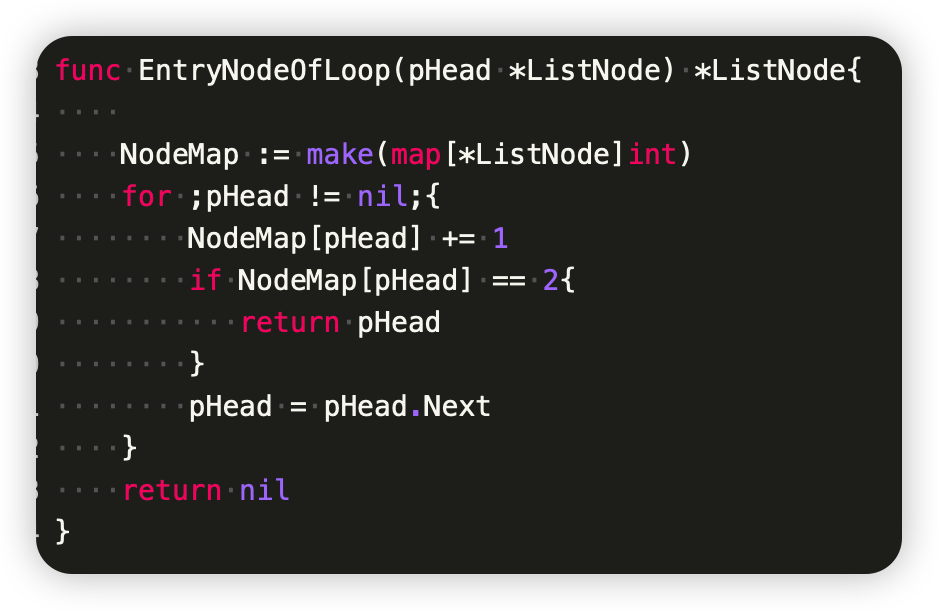 func EntryNodeOfLoop(pHead *ListNode) *ListNode{
    NodeMap := make(map[*ListNode]int)
    for ;pHead != nil;{
        NodeMap[pHead] += 1
        if NodeMap[pHead] == 2{
           return pHead
        }
        pHead = pHead.Next
    }
    return nil
}